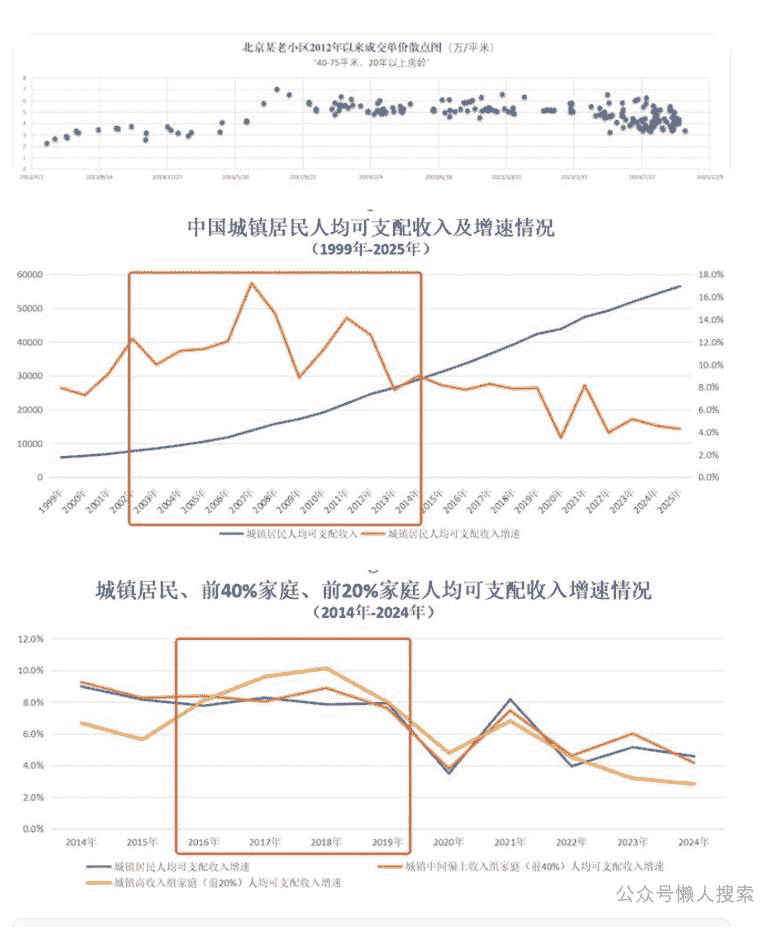 北京某老小区2012年以来成交单价散点图（万/平米）
'40-75平米、20年以上房龄'
8
7
6
5
4
3
2
1
0
中国城镇居民人均可支配收入及增速情况
（1999年-2025年）
60000 18.0%
50000 16.0%
14.0%
40000 12.0%
30000 10.0%
8.0%
20000 6.0%
10000 4.0%
2.0%
0 0.0%
1999年 2000年 2001年 2002年 2003年 2004年 2005年 2006年 2007年 2008年 2009年 2010年 2011年 2012年 2013年 2014年 2015年 2016年 2017年 2018年 2019年 2020年 2021年 2022年 2023年 2024年 2025年
城镇居民人均可支配收入 城镇居民人均可支配收入增速
城镇居民、前40%家庭、前20%家庭人均可支配收入增速情况
（2014年-2024年）
12.0%
10.0%
8.0%
6.0%
4.0%
2.0%
0.0%
2014年 2015年 2016年 2017年 2018年 2019年 2020年 2021年 2022年 2023年 2024年
城镇居民人均可支配收入增速 城镇中间偏上收入组家庭（前40%）人均可支配收入增速
城镇高收入组家庭（前20%）人均可支配收入增速
公众号懒人搜索